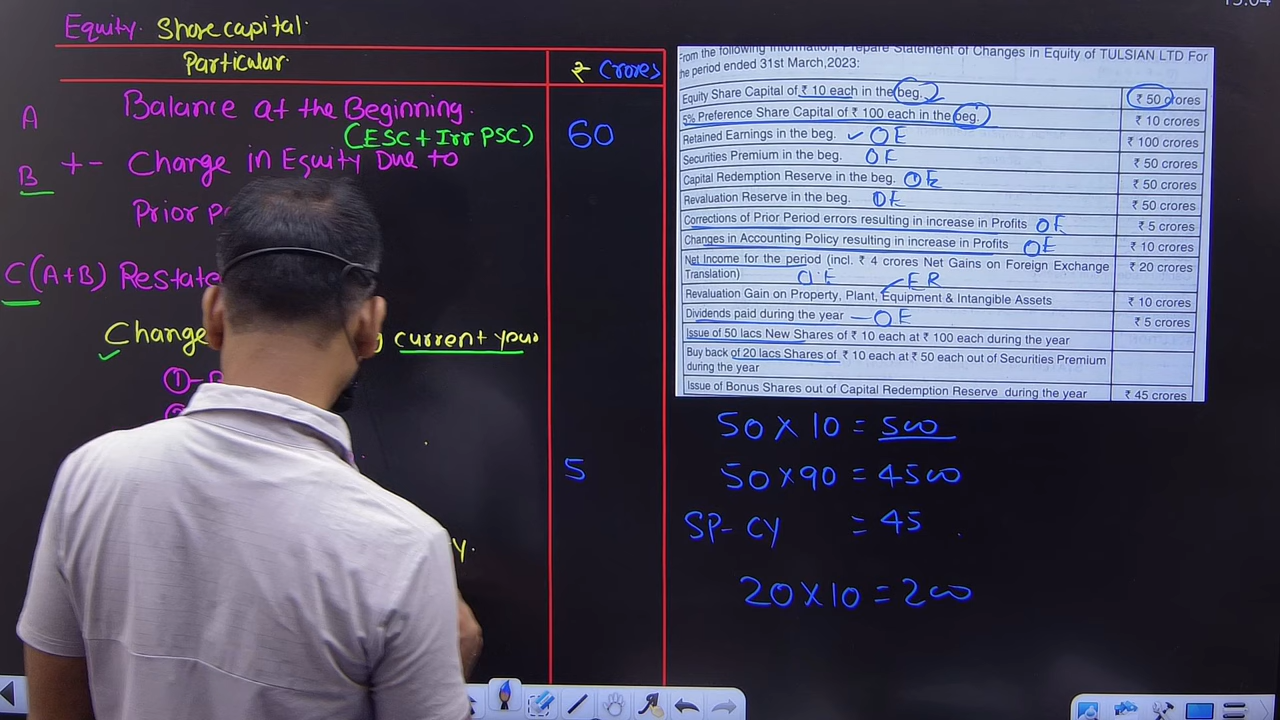 Equity Share capital
Particular
₹ Crores
A Balance at the Beginning.
(ESC + Irr PSC) 60
B +- Change in Equity Due to
Prior
C (A+B) Restate
Change current year
①
5
y.
From the following Information, Prepare Statement of Changes in Equity of TULSIAN LTD For
he period ended 31st March,2023:
Equity Share Capital of ₹ 10 each in the beg. ₹ 50 crores
5% Preference Share Capital of ₹ 100 each in the beg. ₹ 10 crores
Retained Earnings in the beg. OE ₹ 100 crores
Securities Premium in the beg. OE ₹ 50 crores
Capital Redemption Reserve in the beg. OE ₹ 50 crores
Revaluation Reserve in the beg. OE ₹ 50 crores
Corrections of Prior Period errors resulting in increase in Profits OE ₹ 5 crores
Changes in Accounting Policy resulting in increase in Profits OE ₹ 10 crores
Net Income for the period (incl. ₹ 4 crores Net Gains on Foreign Exchange ₹ 20 crores
Translation) OE ER
Revaluation Gain on Property, Plant, Equipment & Intangible Assets ₹ 10 crores
Dividends paid during the year — OE ₹ 5 crores
Issue of 50 lacs New Shares of ₹ 10 each at ₹ 100 each during the year
Buy back of 20 lacs Shares of ₹ 10 each at ₹ 50 each out of Securities Premium
during the year
Issue of Bonus Shares out of Capital Redemption Reserve during the year ₹ 45 crores
50 X 10 = 500
50 X 90 = 4500
SP- CY = 45
20 X 10 = 200